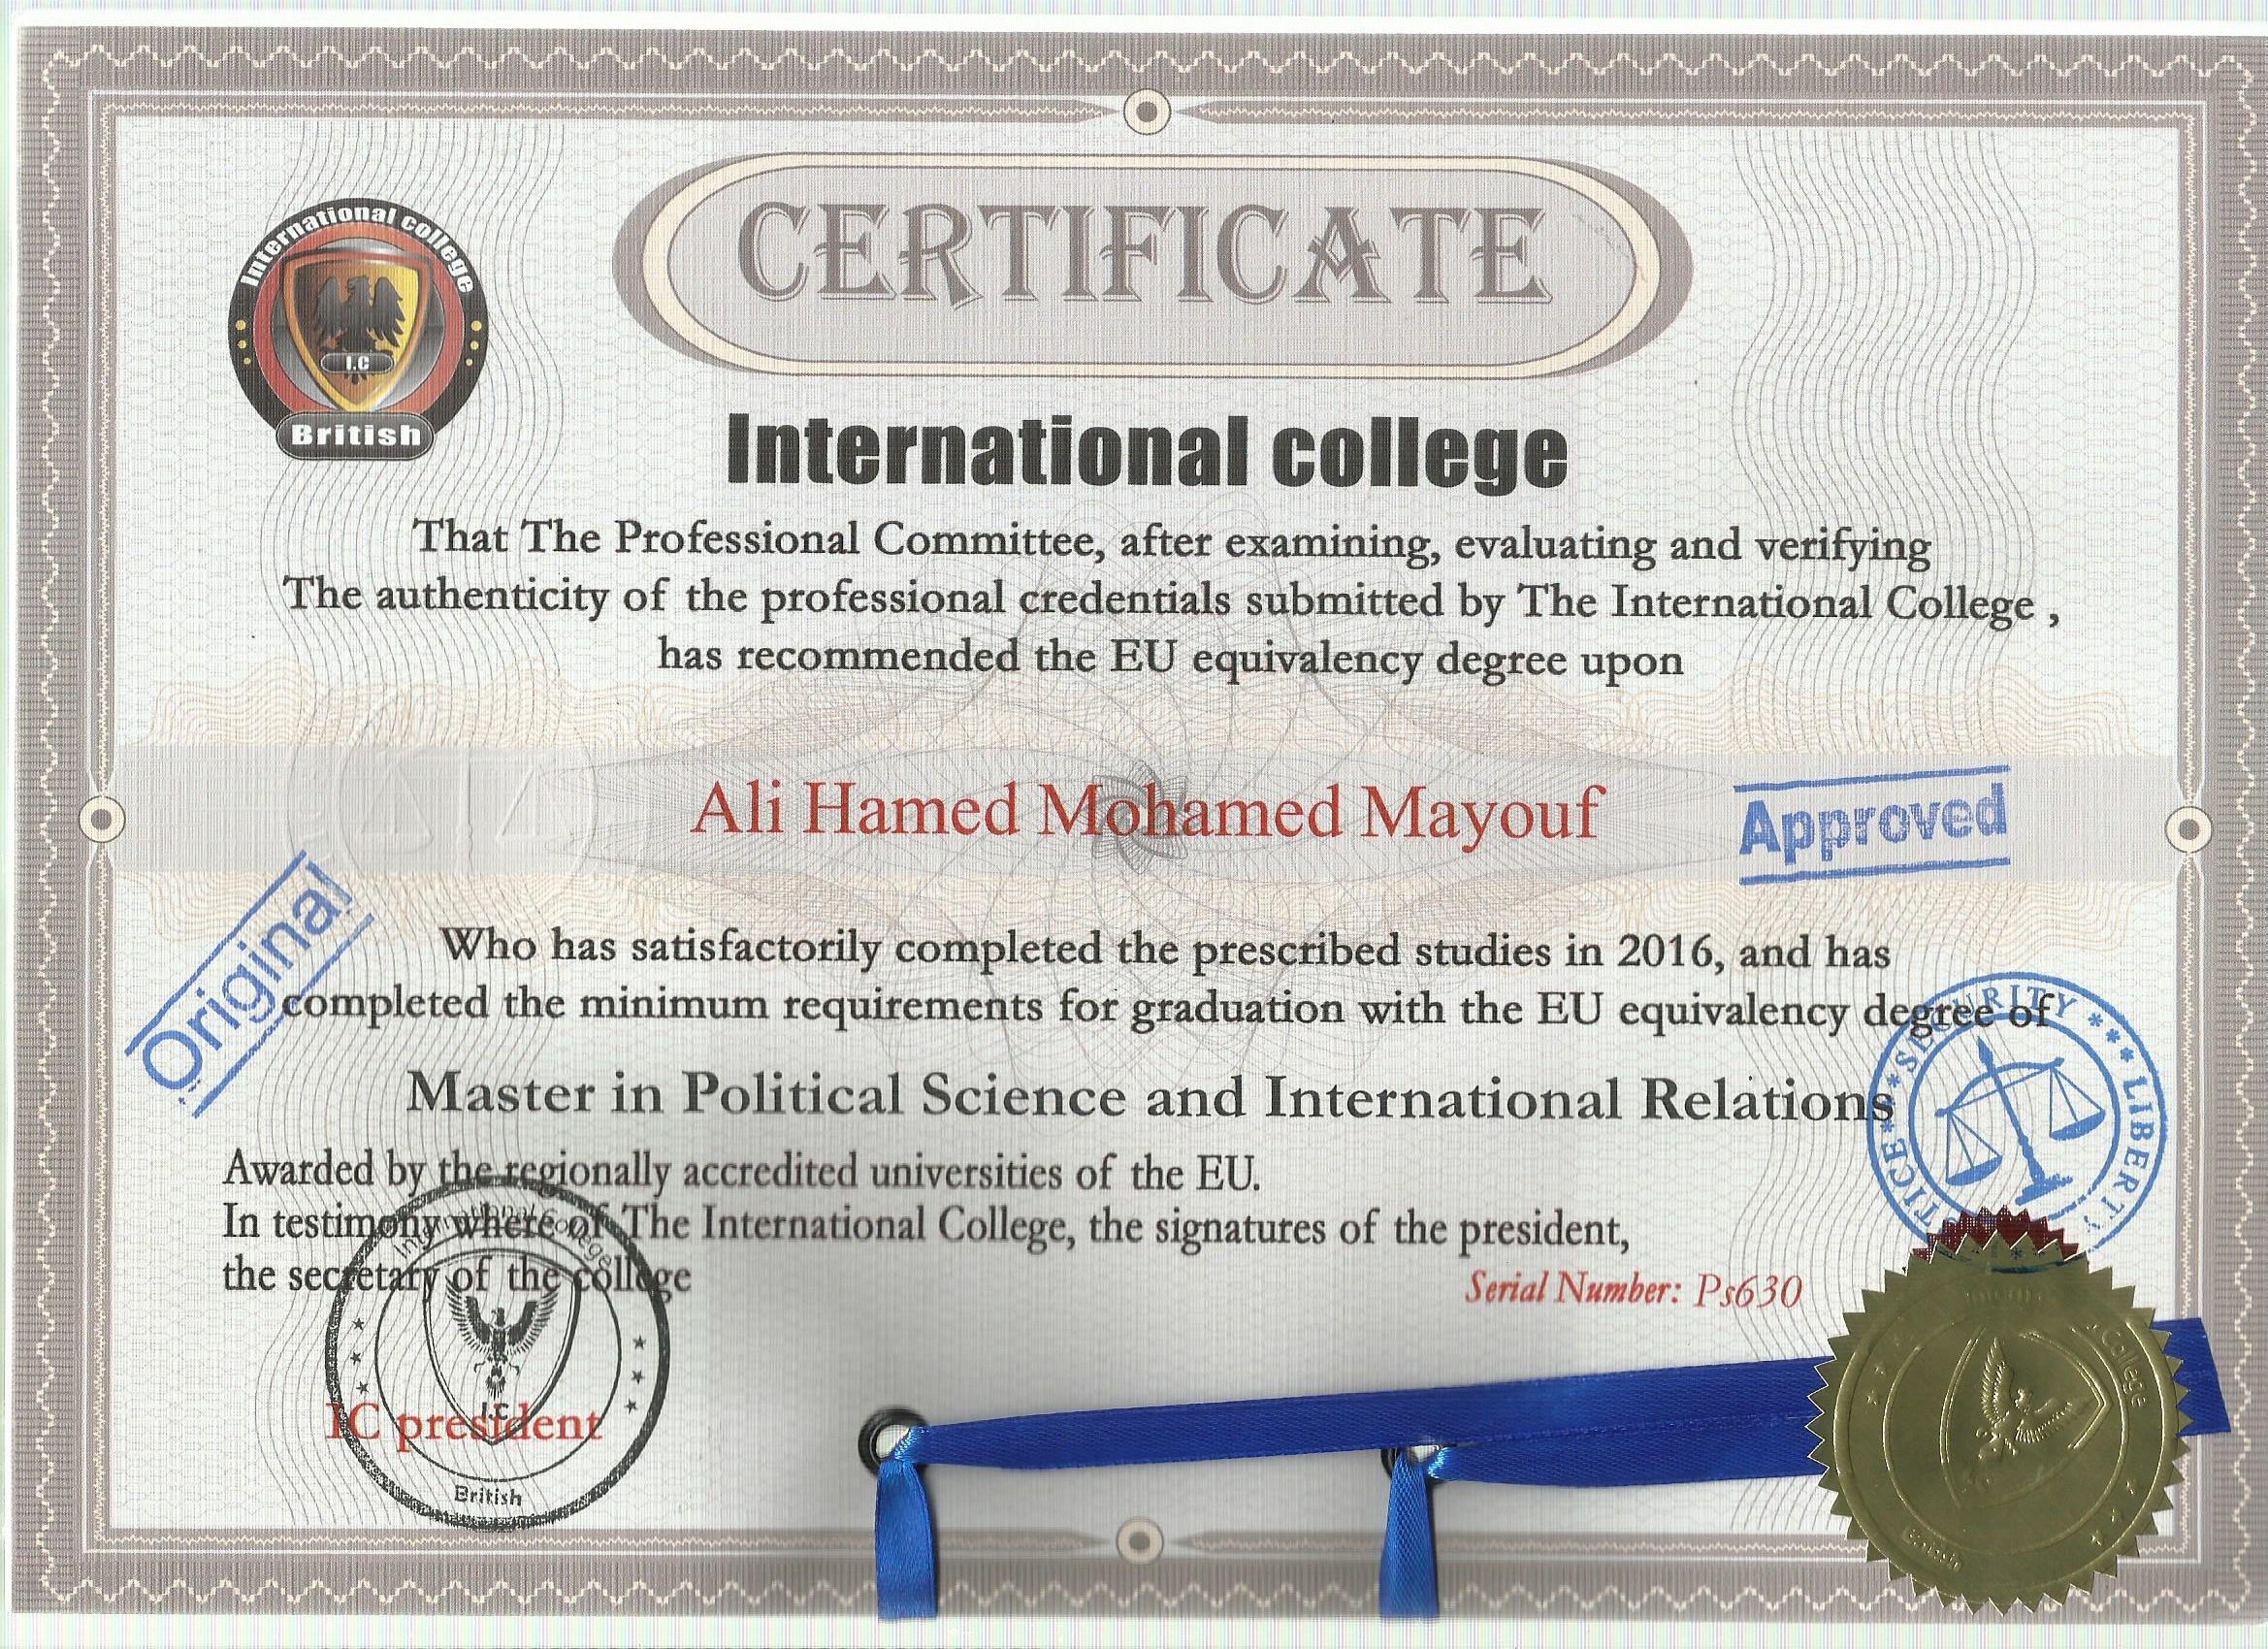 CERTIFICATE
International college
I.C
British
International college
That The Professional Committee, after examining, evaluating and verifying
The authenticity of the professional credentials submitted by The International College ,
has recommended the EU equivalency degree upon
Ali Hamed Mohamed Mayouf
Approved
Original
Who has satisfactorily completed the prescribed studies in 2016, and has
completed the minimum requirements for graduation with the EU equivalency degree of
SECURITY *** LIBERTY
Master in Political Science and International Relations
Awarded by the regionally accredited universities of the EU.
In testimony where of The International College, the signatures of the president,
the secretary of the college
Serial Number: Ps630
International College
I.C
IC president
British
College
British